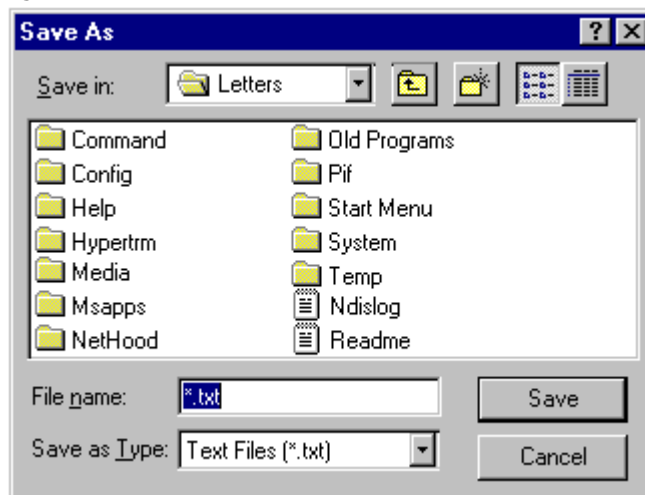 Save As
Save in: Letters
Command Old Programs
Config Pif
Help Start Menu
Hypertrm System
Media Temp
Msapps Ndislog
NetHood Readme
File name: *.txt Save
Save as Type: Text Files (*.txt) Cancel